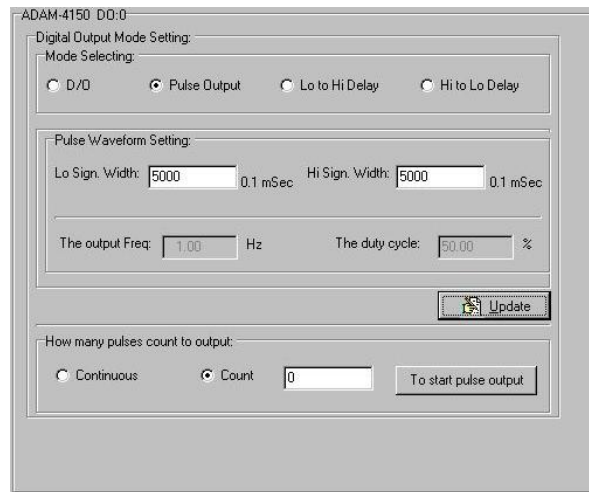 ADAM-4150 DO:0
Digital Output Mode Setting:
Mode Selecting:
D/O Pulse Output Lo to Hi Delay Hi to Lo Delay
Pulse Waveform Setting:
Lo Sign. Width: 5000 0.1 mSec Hi Sign. Width: 5000 0.1 mSec
The output Freq: 1.00 Hz The duty cycle: 50.00 %
Update
How many pulses count to output:
Continuous Count 0 To start pulse output